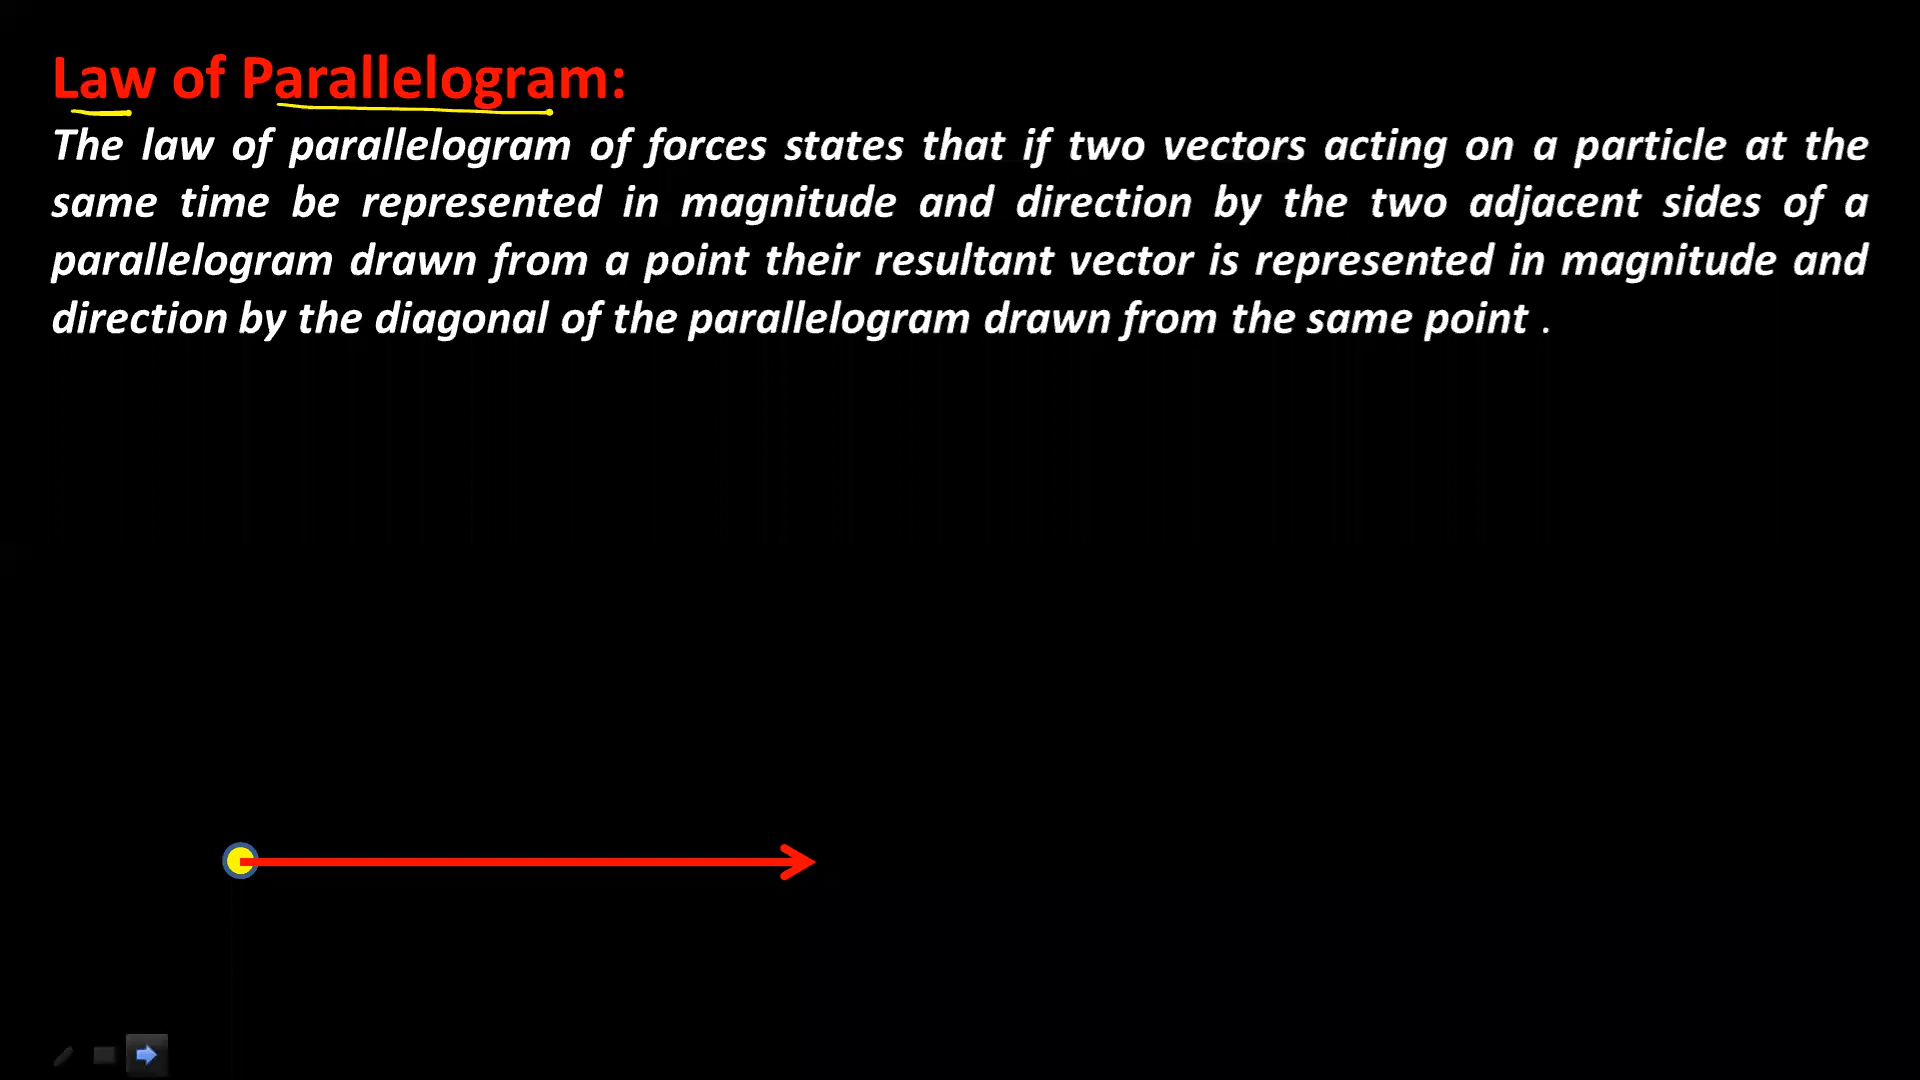 Law of Parallelogram:
The law of parallelogram of forces states that if two vectors acting on a particle at the
same time be represented in magnitude and direction by the two adjacent sides of a
parallelogram drawn from a point their resultant vector is represented in magnitude and
direction by the diagonal of the parallelogram drawn from the same point .